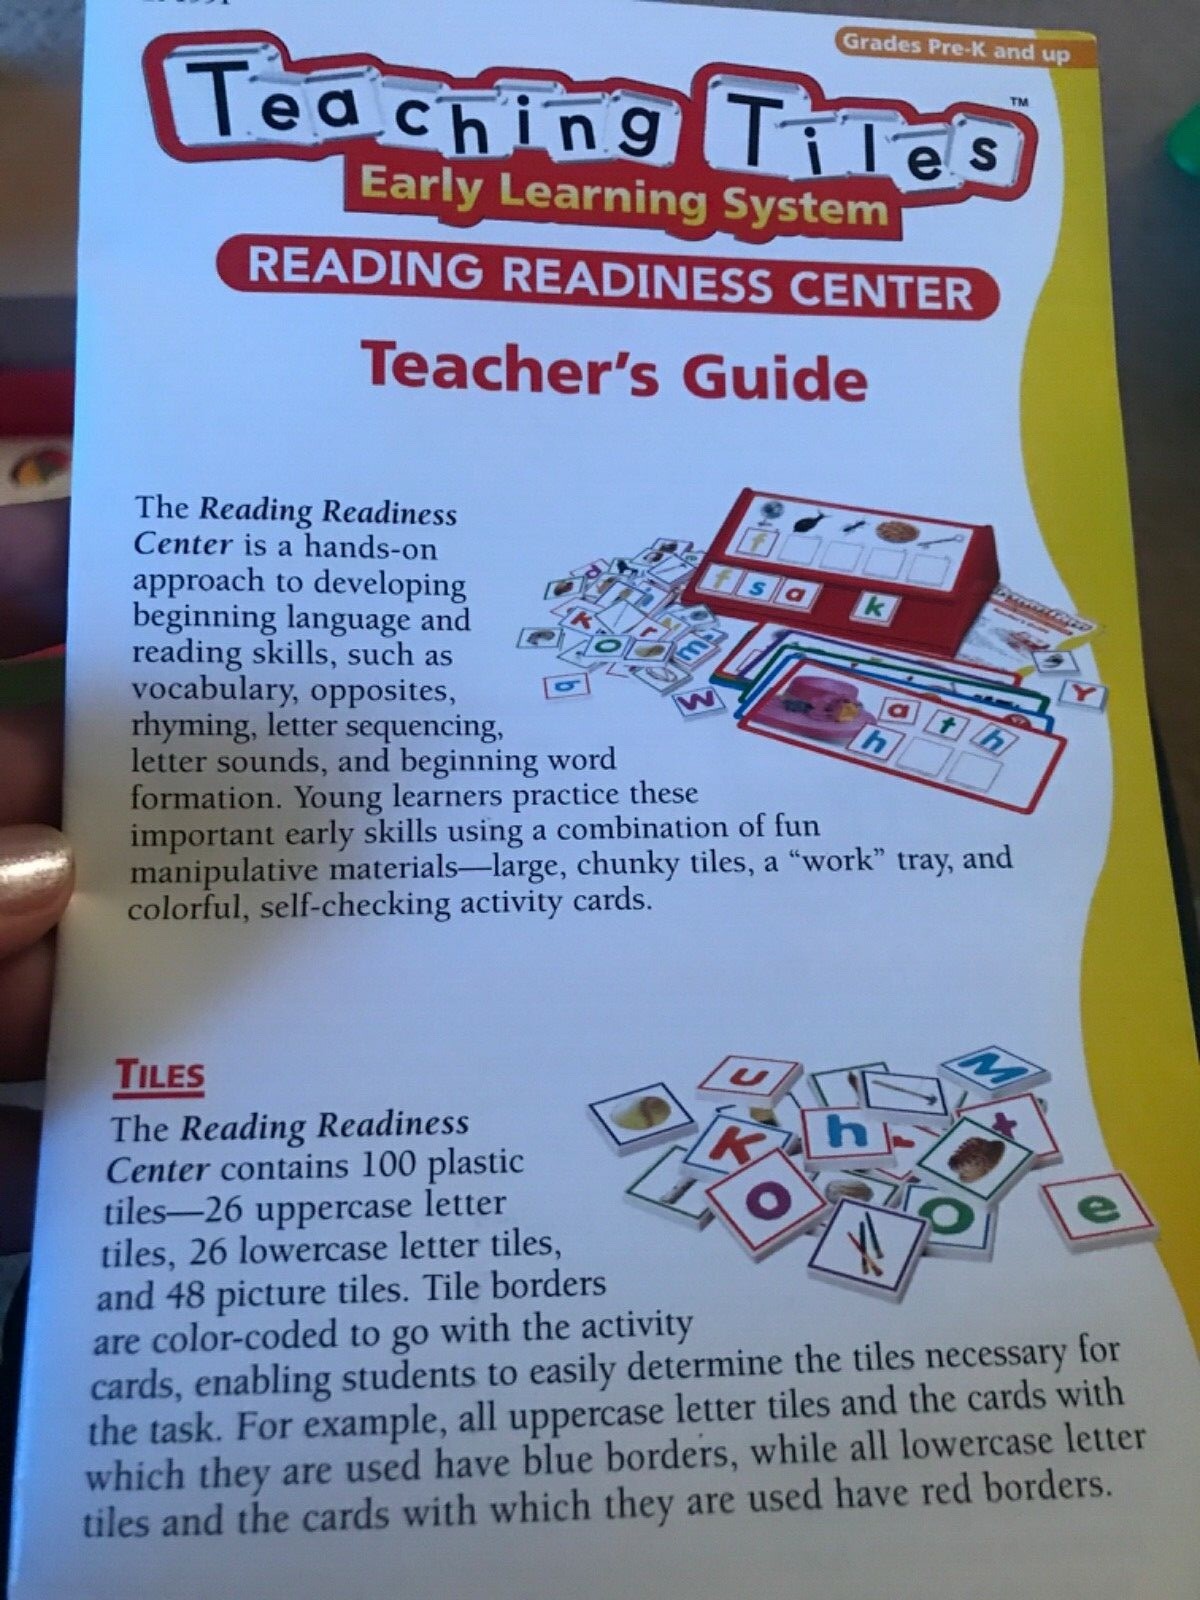 Grades Pre-K and up
Teaching Tiles™
Early Learning System
READING READINESS CENTER
Teacher's Guide
The Reading Readiness
Center is a hands-on
approach to developing
beginning language and
reading skills, such as
vocabulary, opposites,
rhyming, letter sequencing,
letter sounds, and beginning word
formation. Young learners practice these
important early skills using a combination of fun
manipulative materials—large, chunky tiles, a “work” tray, and
colorful, self-checking activity cards.
f
f s a k
d
K r
O m
W
Y
a t h
h
TILES
The Reading Readiness
Center contains 100 plastic
tiles—26 uppercase letter
tiles, 26 lowercase letter tiles,
and 48 picture tiles. Tile borders
are color-coded to go with the activity
cards, enabling students to easily determine the tiles necessary for
the task. For example, all uppercase letter tiles and the cards with
which they are used have blue borders, while all lowercase letter
tiles and the cards with which they are used have red borders.
u M
K h t
o O e